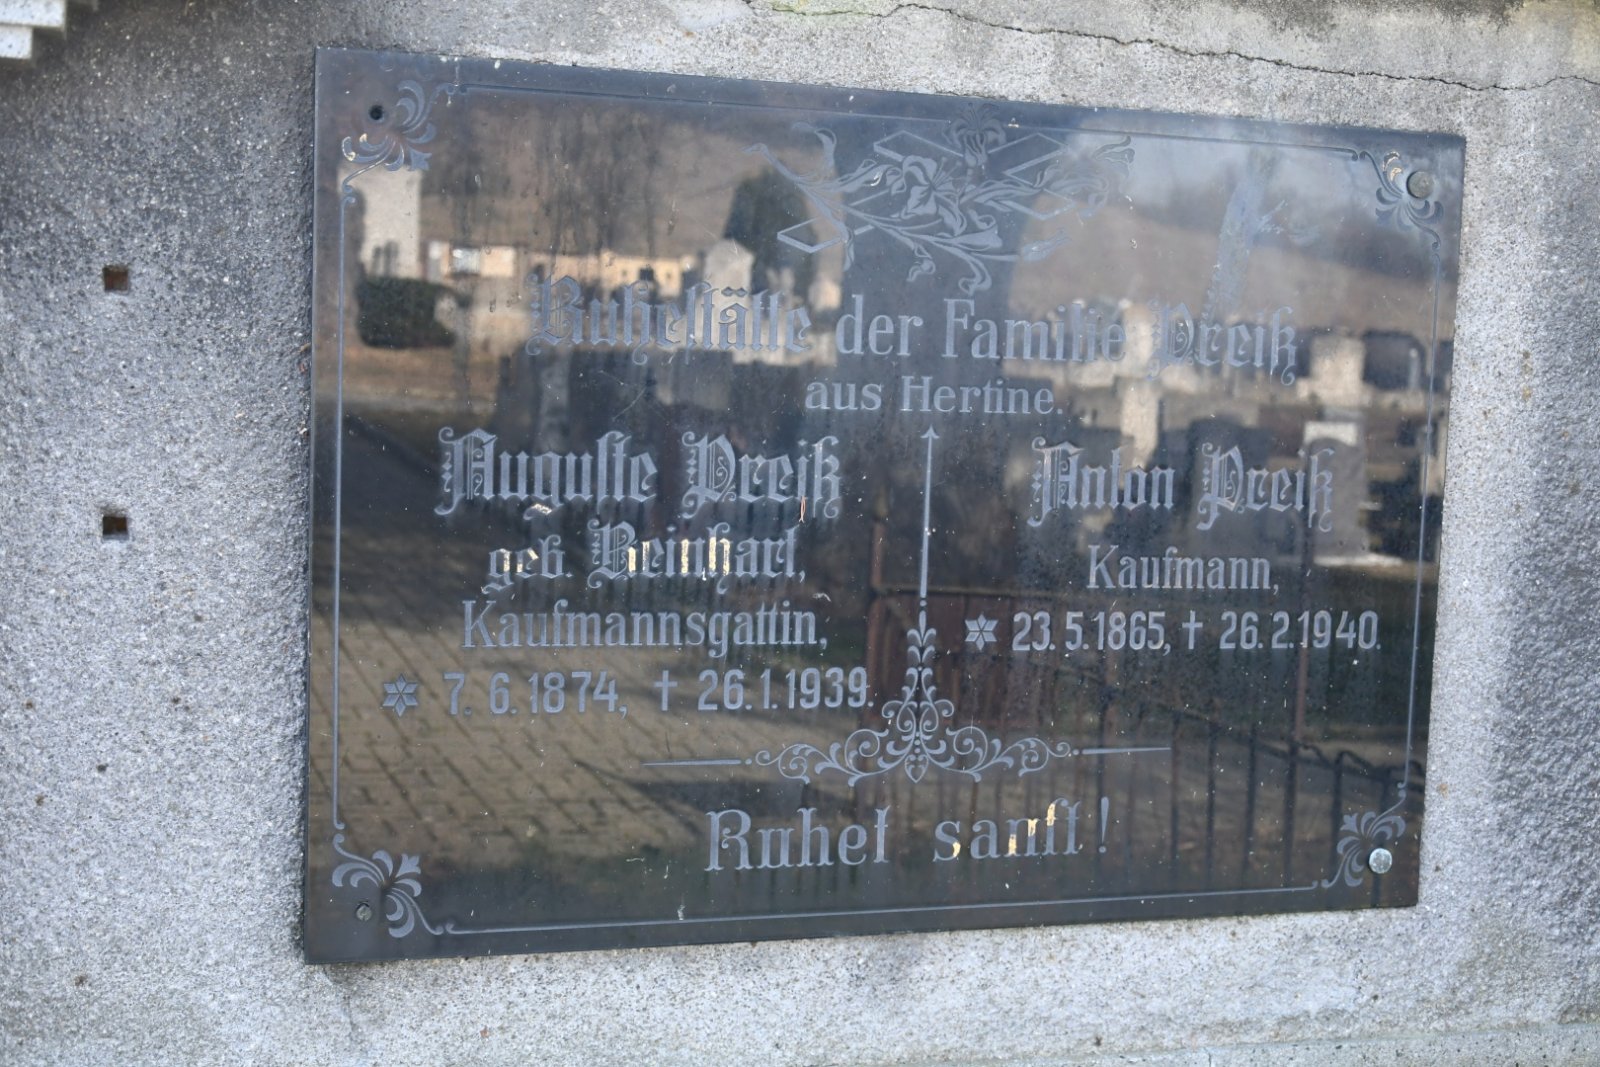 Ruhestätte der Familie Preiß
aus Hertine.
Auguste Preiß
geb. Reinhart,
Kaufmannsgattin,
* 7.6.1874, † 26.1.1939.
Anton Preiß
Kaufmann,
* 23.5.1865, † 26.2.1940.
Ruhet sanft!